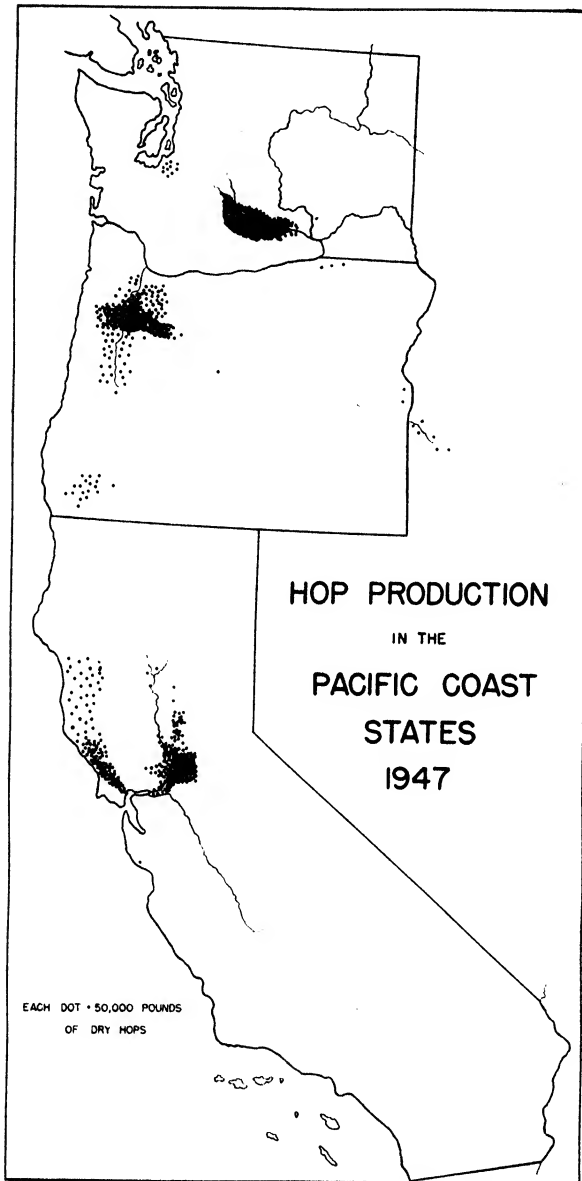 HOP PRODUCTION
IN THE
PACIFIC COAST
STATES
1947
EACH DOT = 50,000 POUNDS
OF DRY HOPS